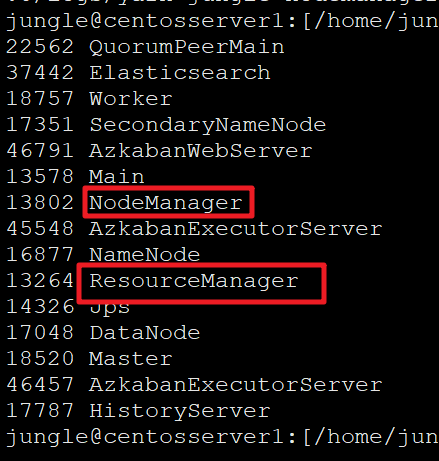 jungle@centosserver1:[/home/jun
22562 QuorumPeerMain
37442 Elasticsearch
18757 Worker
17351 SecondaryNameNode
46791 AzkabanWebServer
13578 Main
13802 NodeManager
45548 AzkabanExecutorServer
16877 NameNode
13264 ResourceManager
14326 Jps
17048 DataNode
18520 Master
46457 AzkabanExecutorServer
17787 HistoryServer
jungle@centosserver1:[/home/jun